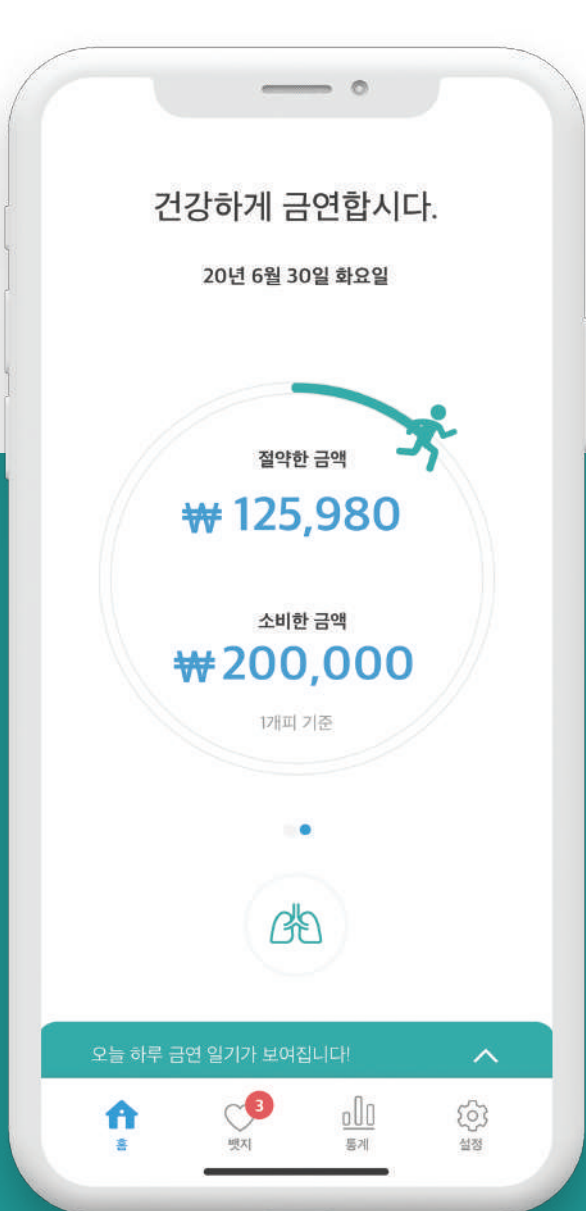 건강하게 금연합시다.
20년 6월 30일 화요일
절약한 금액
₩ 125,980
소비한 금액
₩200,000
1개피 기준
오늘 하루 금연 일기가 보여집니다!
3
홈 뱃지 통계 설정